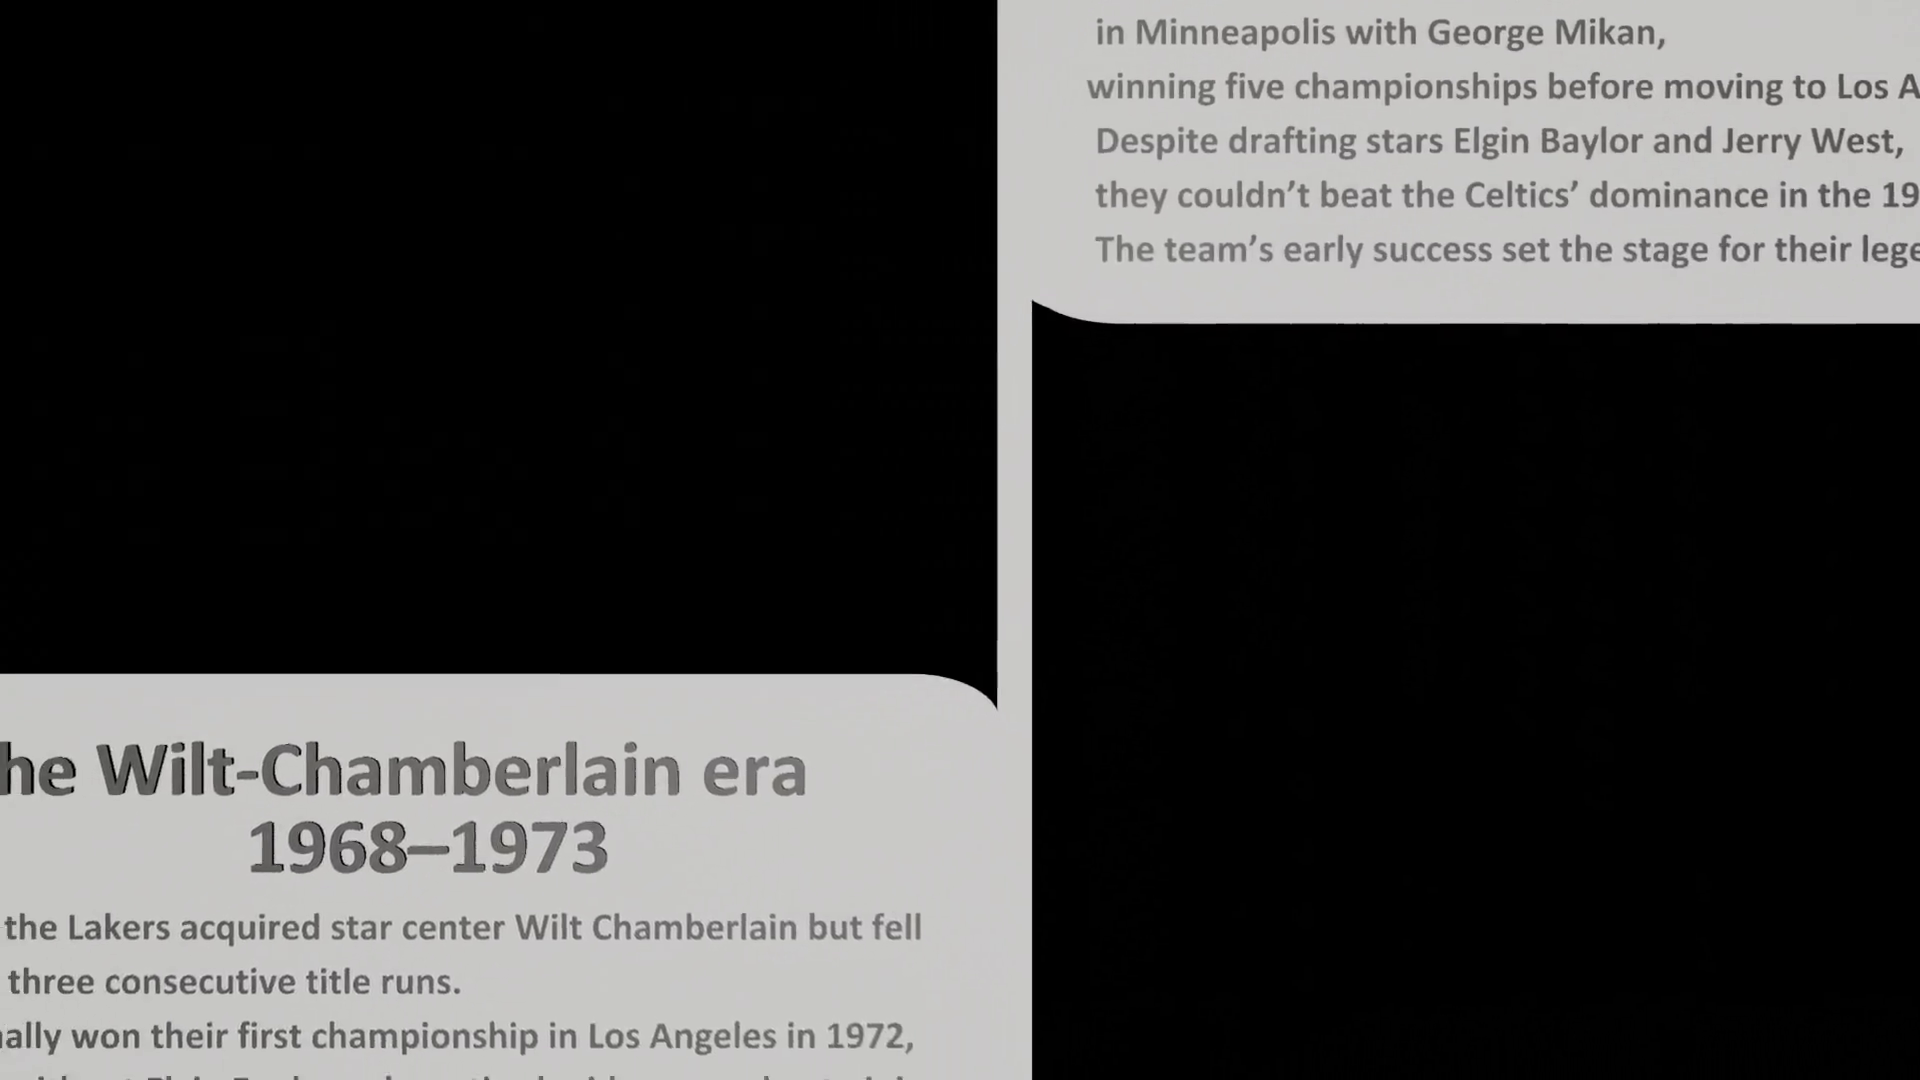 in Minneapolis with George Mikan,
winning five championships before moving to Los A
Despite drafting stars Elgin Baylor and Jerry West,
they couldn’t beat the Celtics’ dominance in the 19
The team’s early success set the stage for their lege
he Wilt-Chamberlain era
1968–1973
the Lakers acquired star center Wilt Chamberlain but fell
three consecutive title runs.
ally won their first championship in Los Angeles in 1972,